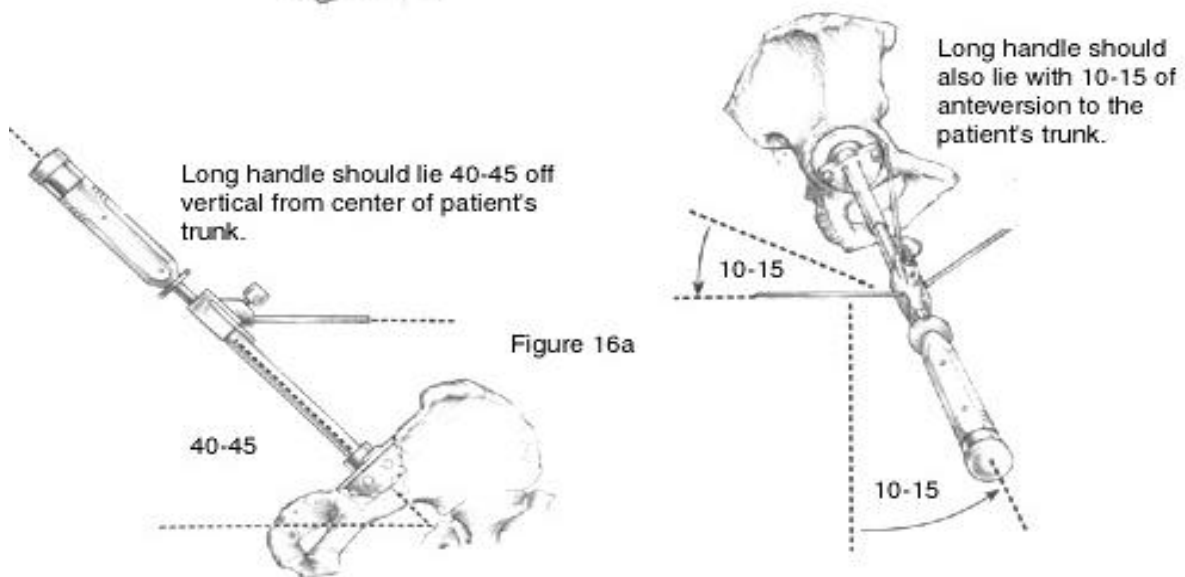 Long handle should lie 40-45 off
vertical from center of patient's
trunk.
40-45
Figure 16a
Long handle should
also lie with 10-15 of
anteversion to the
patient's trunk.
10-15
10-15